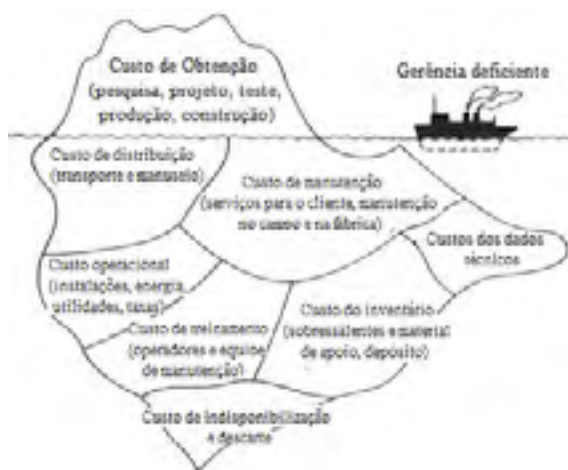 Custo de Obtenção
(pesquisa, projeto, teste,
produção, construção)
Gerência deficiente
Custo de distribuição
(transporte e manuseio)
Custo de manutenção
(serviços para o cliente, manutenção
no campo e na fábrica)
Custos dos dados
técnicos
Custo operacional
(instalações, energia,
utilidades, taxas)
Custo de treinamento
(operadores e equipe
de manutenção)
Custo do inventário
(sobressalentes e material
de apoio, depósito)
Custo de indisponibilização
e descarte